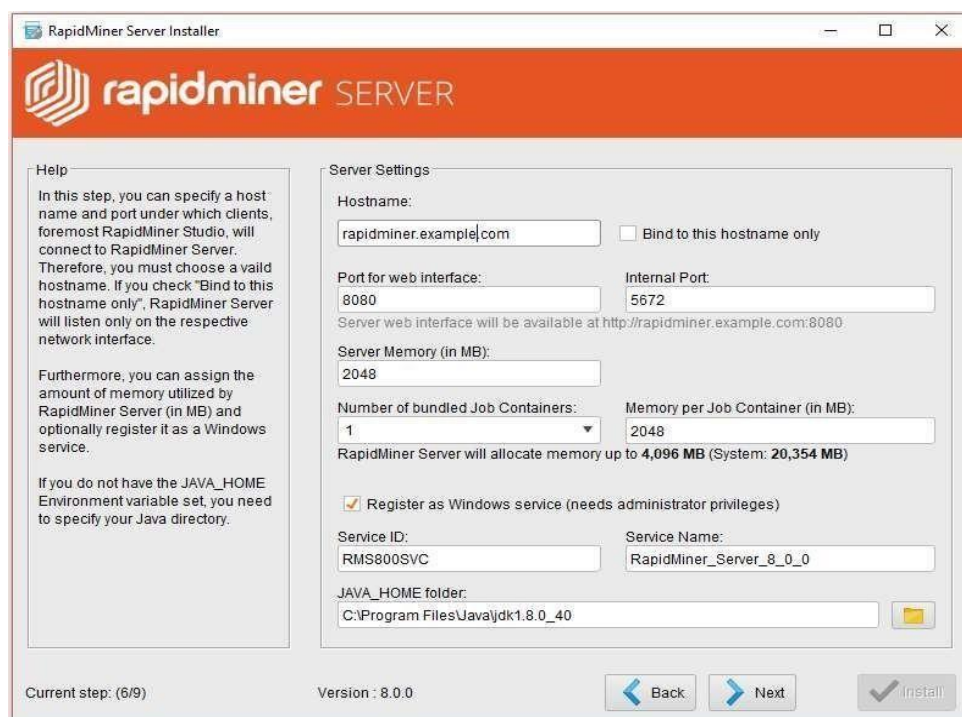 RapidMiner Server Installer
rapidminer SERVER
Help
In this step, you can specify a host
name and port under which clients,
foremost RapidMiner Studio, will
connect to RapidMiner Server.
Therefore, you must choose a vaild
hostname. If you check "Bind to this
hostname only", RapidMiner Server
will listen only on the respective
network interface.
Furthermore, you can assign the
amount of memory utilized by
RapidMiner Server (in MB) and
optionally register it as a Windows
service.
If you do not have the JAVA_HOME
Environment variable set, you need
to specify your Java directory.
Server Settings
Hostname:
rapidminer.example.com
Bind to this hostname only
Port for web interface:
Internal Port:
8080
5672
Server web interface will be available at http://rapidminer.example.com:8080
Server Memory (in MB):
2048
Number of bundled Job Containers:
Memory per Job Container (in MB):
1
2048
RapidMiner Server will allocate memory up to 4,096 MB (System: 20,354 MB)
Register as Windows service (needs administrator privileges)
Service ID:
Service Name:
RMS800SVC
RapidMiner_Server_8_0_0
JAVA_HOME folder:
C:\Program Files\Java\jdk1.8.0_40
Current step: (6/9)
Version : 8.0.0
Back
Next
Install